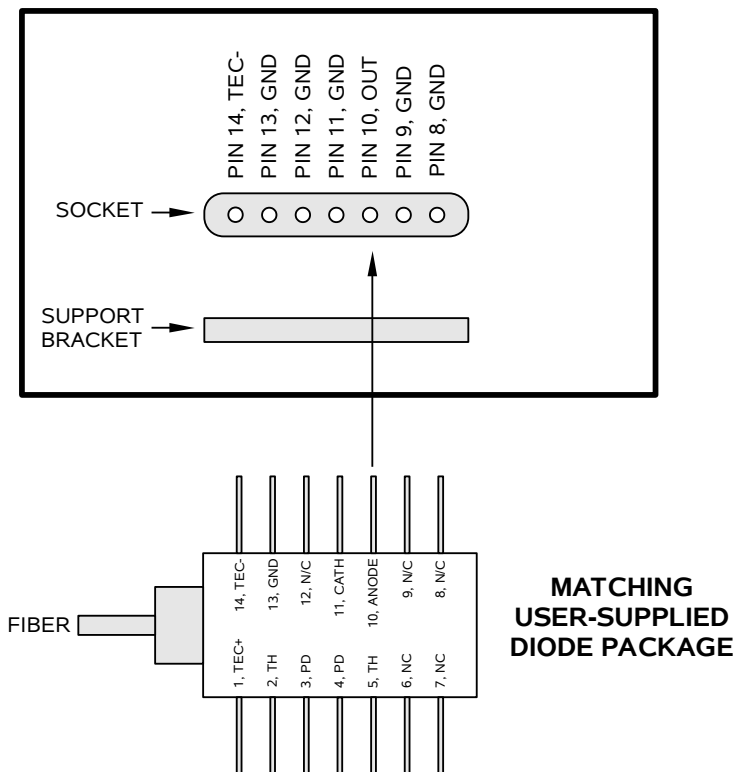 PIN 14, TEC-
PIN 13, GND
PIN 12, GND
PIN 11, GND
PIN 10, OUT
PIN 9, GND
PIN 8, GND
SOCKET
SUPPORT
BRACKET
14, TEC-
13, GND
12, N/C
11, CATH
10, ANODE
9, N/C
8, N/C
FIBER
1, TEC+
2, TH
3, PD
4, PD
5, TH
6, NC
7, NC
MATCHING
USER-SUPPLIED
DIODE PACKAGE